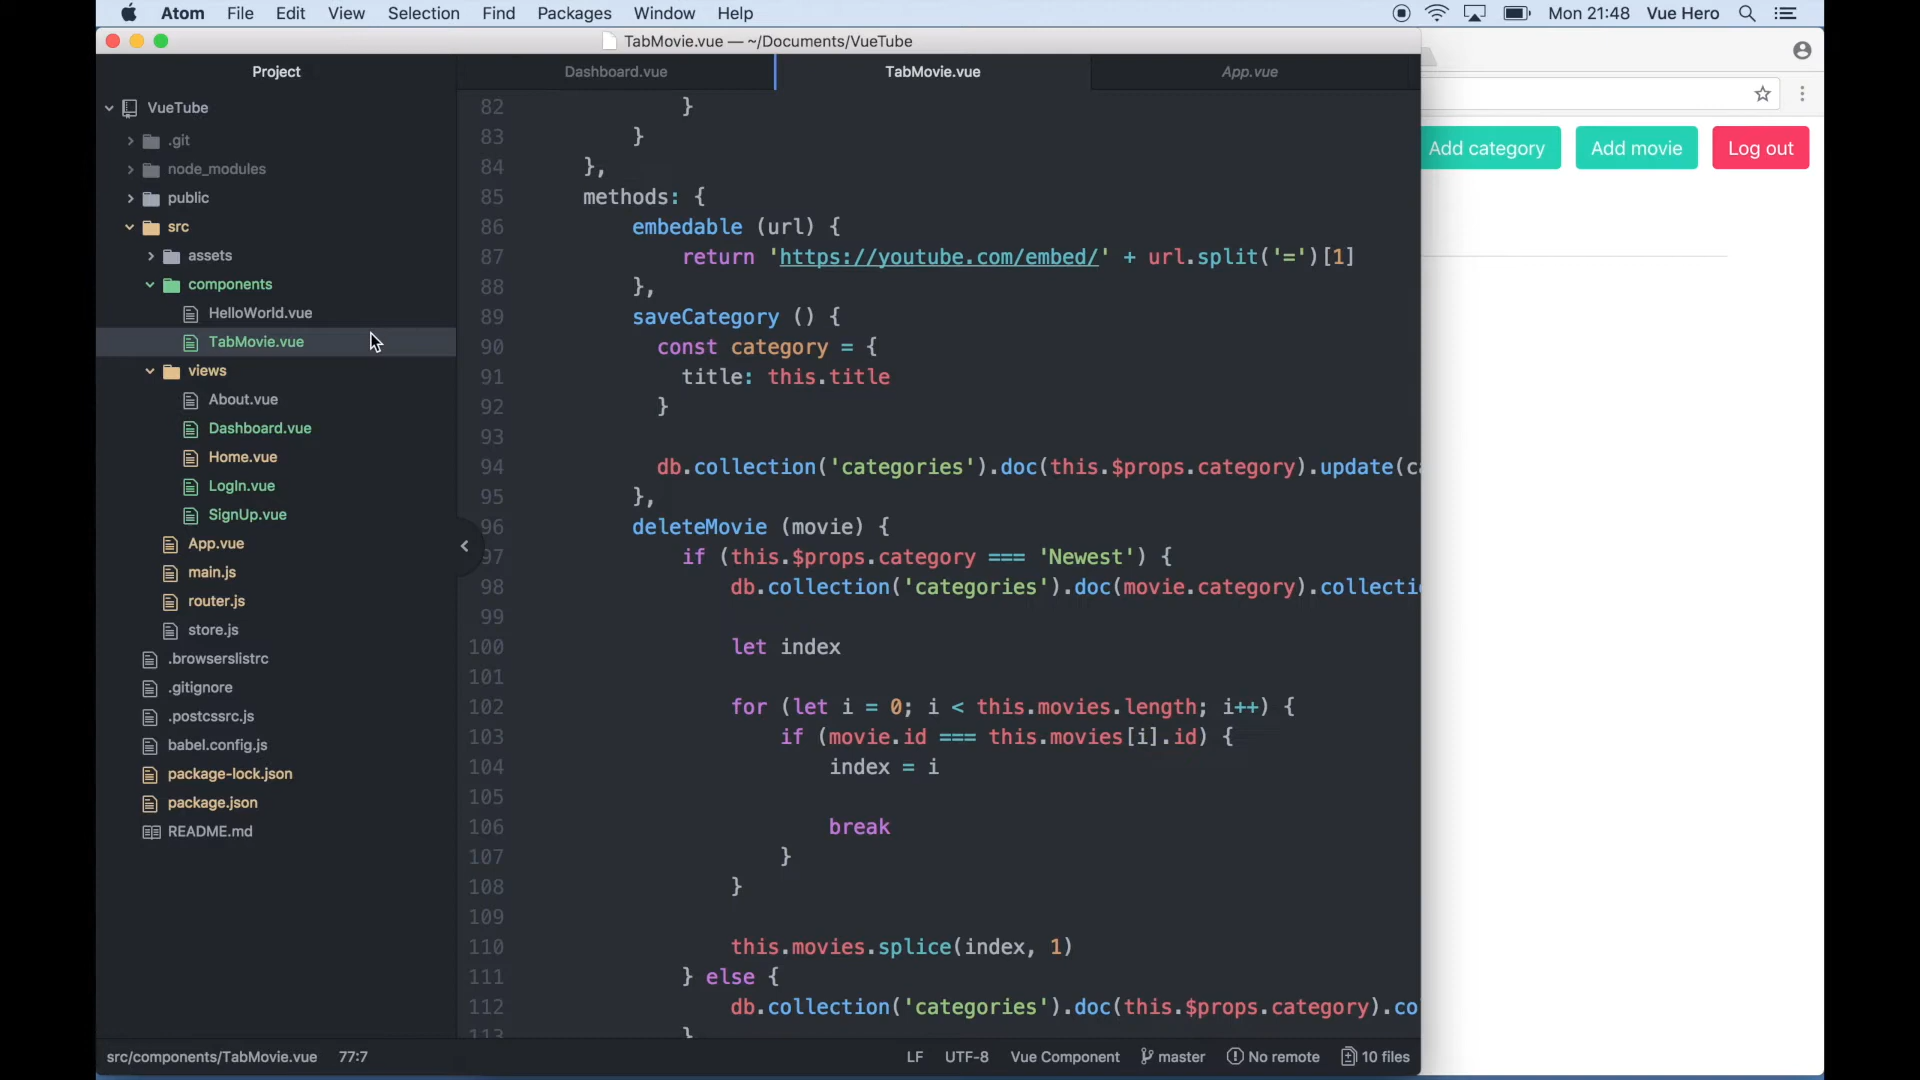 Atom File Edit View Selection Find Packages Window Help
Mon 21:48 Vue Hero
TabMovie.vue — ~/Documents/VueTube
Project
Dashboard.vue
TabMovie.vue
App.vue
VueTube
.git
node_modules
public
src
assets
components
HelloWorld.vue
TabMovie.vue
views
About.vue
Dashboard.vue
Home.vue
LogIn.vue
SignUp.vue
App.vue
main.js
router.js
store.js
.browserslistrc
.gitignore
.postcssrc.js
babel.config.js
package-lock.json
package.json
README.md
82 }
83 }
84 },
85 methods: {
86 embedable (url) {
87 return 'https://youtube.com/embed/' + url.split('=')[1]
88 },
89 saveCategory () {
90 const category = {
91 title: this.title
92 }
93
94 db.collection('categories').doc(this.$props.category).update(ca
95 },
96 deleteMovie (movie) {
97 if (this.$props.category === 'Newest') {
98 db.collection('categories').doc(movie.category).collectio
99
100 let index
101
102 for (let i = 0; i < this.movies.length; i++) {
103 if (movie.id === this.movies[i].id) {
104 index = i
105
106 break
107 }
108 }
109
110 this.movies.splice(index, 1)
111 } else {
112 db.collection('categories').doc(this.$props.category).co
113 }
Add category
Add movie
Log out
src/components/TabMovie.vue 77:7
LF UTF-8 Vue Component master No remote 10 files